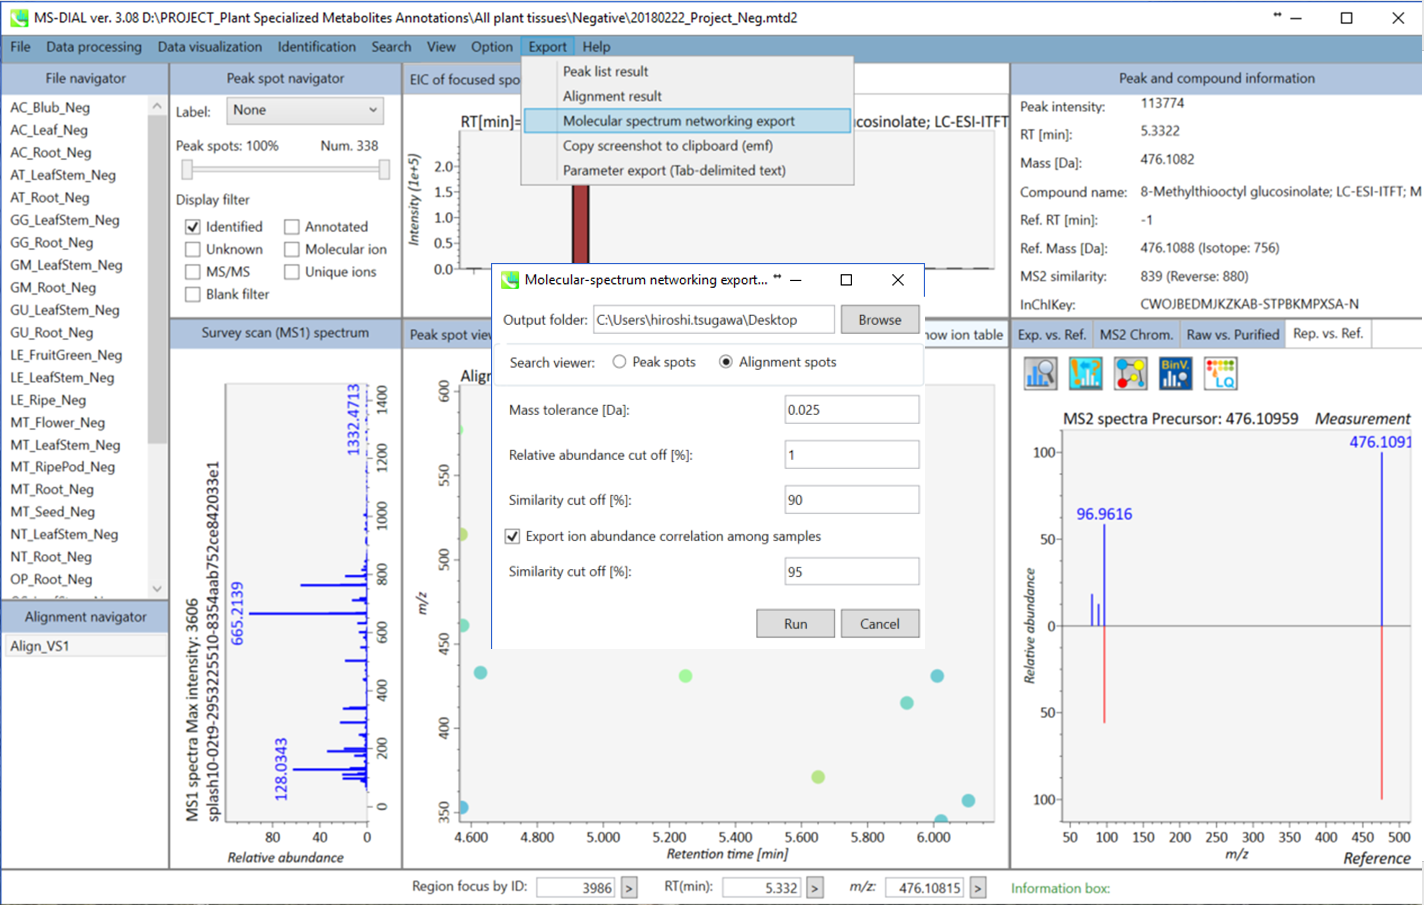 MS-DIAL ver. 3.08 D:\PROJECT_Plant Specialized Metabolites Annotations\All plant tissues\Negative\20180222_Project_Neg.mtd2
File Data processing Data visualization Identification Search View Option Export Help
Peak list result
Alignment result
Molecular spectrum networking export
Copy screenshot to clipboard (emf)
Parameter export (Tab-delimited text)
File navigator
AC_Blub_Neg
AC_Leaf_Neg
AC_Root_Neg
AT_LeafStem_Neg
AT_Root_Neg
GG_LeafStem_Neg
GG_Root_Neg
GM_LeafStem_Neg
GM_Root_Neg
GU_LeafStem_Neg
GU_Root_Neg
LE_FruitGreen_Neg
LE_LeafStem_Neg
LE_Ripe_Neg
MT_Flower_Neg
MT_LeafStem_Neg
MT_RipePod_Neg
MT_Root_Neg
MT_Seed_Neg
NT_LeafStem_Neg
NT_Root_Neg
OP_Root_Neg
Alignment navigator
Align_VS1
Peak spot navigator
Label: None
Peak spots: 100% Num. 338
Display filter
Identified Annotated
Unknown Molecular ion
MS/MS Unique ions
Blank filter
Survey scan (MS1) spectrum
MS1 spectra Max intensity: 3606
splash10-02t9-2953225510-8354aab752ce842033e1
1332.4713
665.2139
128.0343
1400
1200
1000
800
600
400
200
0
80 40 0
Relative abundance
EIC of focused spo
RT[min]= ucosinolate; LC-ESI-ITFT
Intensity (1e+5)
2.0
1.5
1.0
0.5
0.0
Peak spot view how ion table
Align
m/z
600
550
500
450
400
350
4.600 4.800 5.000 5.200 5.400 5.600 5.800 6.000
Retention time [min]
Molecular-spectrum networking export...
Output folder: C:\Users\hiroshi.tsugawa\Desktop Browse
Search viewer: Peak spots Alignment spots
Mass tolerance [Da]: 0.025
Relative abundance cut off [%]: 1
Similarity cut off [%]: 90
Export ion abundance correlation among samples
Similarity cut off [%]: 95
Run Cancel
Peak and compound information
Peak intensity: 113774
RT [min]: 5.3322
Mass [Da]: 476.1082
Compound name: 8-Methylthiooctyl glucosinolate; LC-ESI-ITFT; M
Ref. RT [min]: -1
Ref. Mass [Da]: 476.1088 (Isotope: 756)
MS2 similarity: 839 (Reverse: 880)
InChIKey: CWOJBEDMJKZKAB-STPBKMPXSA-N
Exp. vs. Ref. MS2 Chrom. Raw vs. Purified Rep. vs. Ref.
BinV.
LQ
MS2 spectra Precursor: 476.10959 Measurement
476.1091
96.9616
Relative abundance
100
50
0
50
100
50 100 150 200 250 300 350 400 450 500
m/z
Reference
Region focus by ID: 3986 > RT(min): 5.332 > m/z: 476.10815 > Information box: